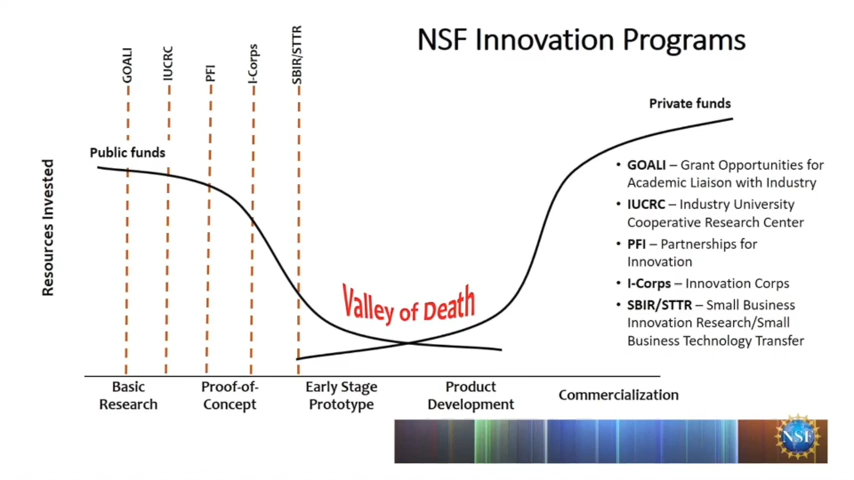 NSF Innovation Programs
GOALI
IUCRC
PFI
I-Corps
SBIR/STTR
Private funds
Public funds
Resources Invested
Valley of Death
• GOALI – Grant Opportunities for
Academic Liaison with Industry
• IUCRC – Industry University
Cooperative Research Center
• PFI – Partnerships for
Innovation
• I-Corps – Innovation Corps
• SBIR/STTR – Small Business
Innovation Research/Small
Business Technology Transfer
Basic
Research
Proof-of-
Concept
Early Stage
Prototype
Product
Development
Commercialization
NSF